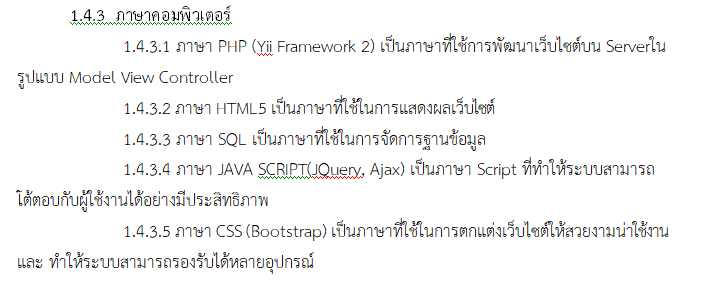 1.4.3 ภาษาคอมพิวเตอร์
1.4.3.1 ภาษา PHP (Yii Framework 2) เป็นภาษาที่ใช้การพัฒนาเว็บไซต์บน Serverใน
รูปแบบ Model View Controller
1.4.3.2 ภาษา HTML5 เป็นภาษาที่ใช้ในการแสดงผลเว็บไซต์
1.4.3.3 ภาษา SQL เป็นภาษาที่ใช้ในการจัดการฐานข้อมูล
1.4.3.4 ภาษา JAVA SCRIPT(JQuery, Ajax) เป็นภาษา Script ที่ทำให้ระบบสามารถ
โต้ตอบกับผู้ใช้งานได้อย่างมีประสิทธิภาพ
1.4.3.5 ภาษา CSS (Bootstrap) เป็นภาษาที่ใช้ในการตกแต่งเว็บไซต์ให้สวยงามน่าใช้งาน
และ ทำให้ระบบสามารถรองรับได้หลายอุปกรณ์